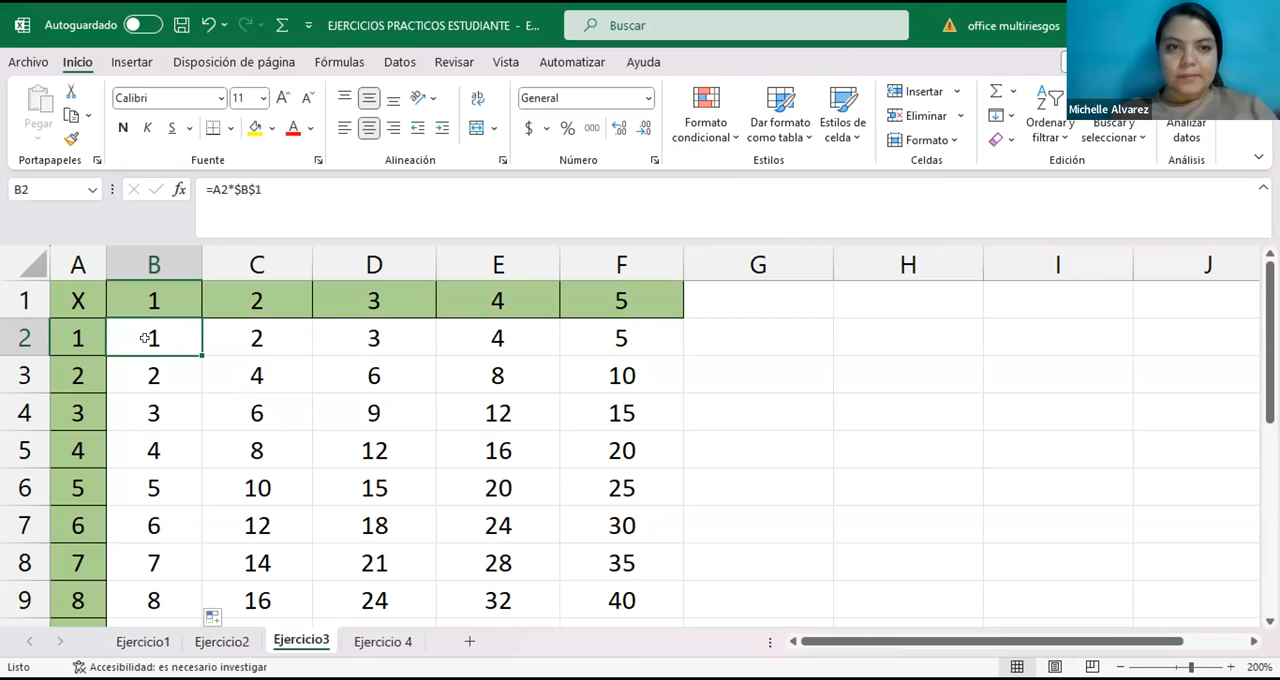 Autoguardado
EJERCICIOS PRACTICOS ESTUDIANTE - E...
Buscar
office multiriesgos
Archivo Inicio Insertar Disposición de página Fórmulas Datos Revisar Vista Automatizar Ayuda
Michelle Alvarez
Pegar
Portapapeles
Calibri 11
N K S
Fuente
Alineación
General
$ % 000
Número
Formato condicional
Dar formato como tabla
Estilos de celda
Estilos
Insertar
Eliminar
Formato
Celdas
Ordenar y filtrar
Buscar y seleccionar
Edición
Analizar datos
Análisis
B2 fx =A2*$B$1
A B C D E F G H I J
1 X 1 2 3 4 5
2 1 1 2 3 4 5
3 2 2 4 6 8 10
4 3 3 6 9 12 15
5 4 4 8 12 16 20
6 5 5 10 15 20 25
7 6 6 12 18 24 30
8 7 7 14 21 28 35
9 8 8 16 24 32 40
Ejercicio1 Ejercicio2 Ejercicio3 Ejercicio 4
Listo
Accesibilidad: es necesario investigar
200%